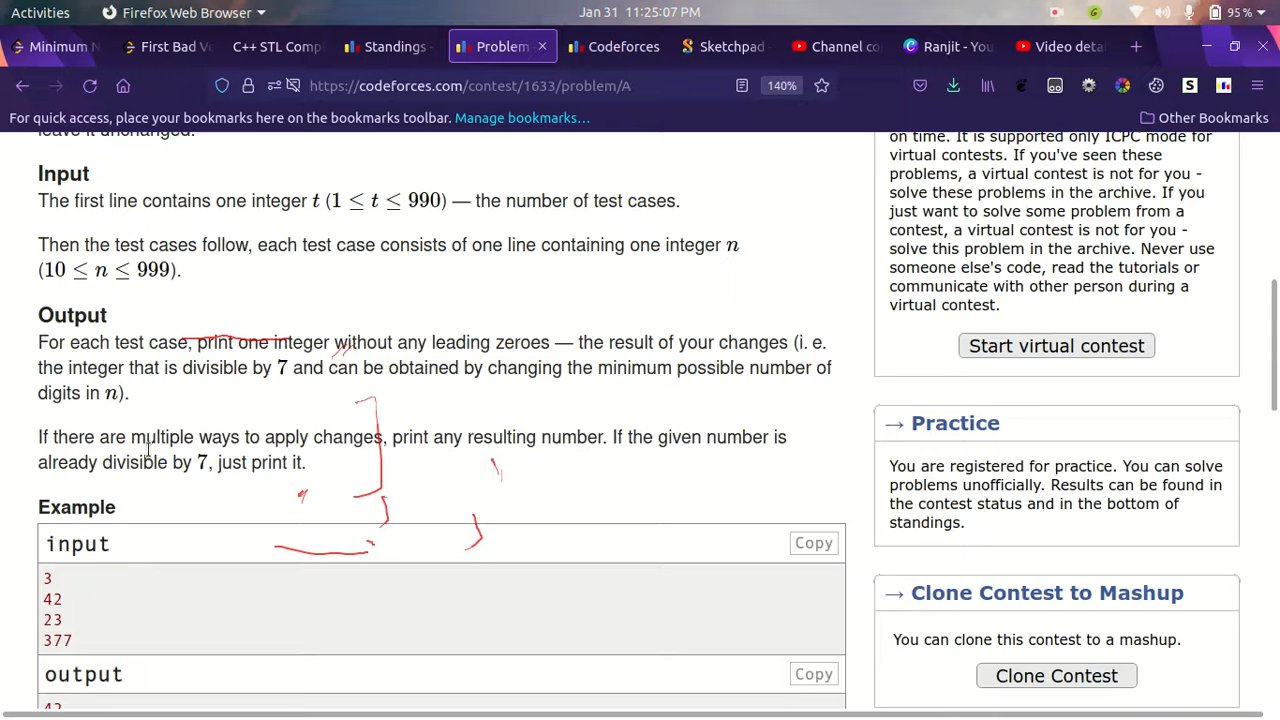 Activities Firefox Web Browser Jan 31 11:25:07 PM 6 95 %
Minimum N First Bad Ve C++ STL Compl Standings - Problem - × Codeforces Sketchpad - Channel co Ranjit - You Video deta
https://codeforces.com/contest/1633/problem/A 140% S
For quick access, place your bookmarks here on the bookmarks toolbar. Manage bookmarks… Other Bookmarks
leave it unchanged.
Input
The first line contains one integer t (1 ≤ t ≤ 990) — the number of test cases.
Then the test cases follow, each test case consists of one line containing one integer n
(10 ≤ n ≤ 999).
Output
For each test case, print one integer without any leading zeroes — the result of your changes (i. e.
the integer that is divisible by 7 and can be obtained by changing the minimum possible number of
digits in n).
If there are multiple ways to apply changes, print any resulting number. If the given number is
already divisible by 7, just print it.
Example
input Copy
3
42
23
377
output Copy
42
on time. It is supported only ICPC mode for
virtual contests. If you've seen these
problems, a virtual contest is not for you -
solve these problems in the archive. If you
just want to solve some problem from a
contest, a virtual contest is not for you -
solve this problem in the archive. Never use
someone else's code, read the tutorials or
communicate with other person during a
virtual contest.
Start virtual contest
→ Practice
You are registered for practice. You can solve
problems unofficially. Results can be found in
the contest status and in the bottom of
standings.
→ Clone Contest to Mashup
You can clone this contest to a mashup.
Clone Contest